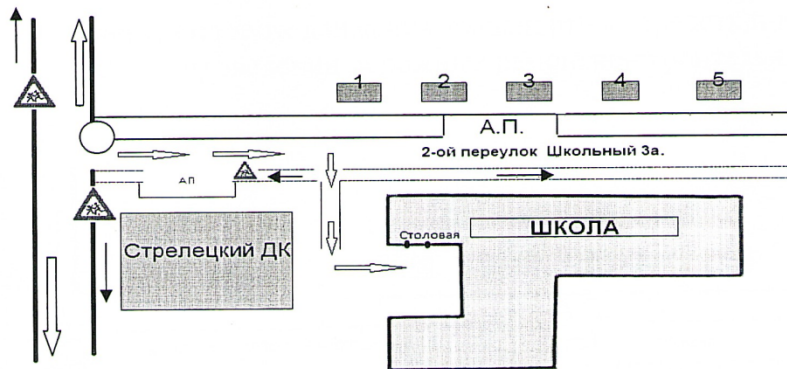 1 2 3 4 5
А.П.
2-ой переулок Школьный 3а.
АП
Стрелецкий ДК
Столовая
ШКОЛА